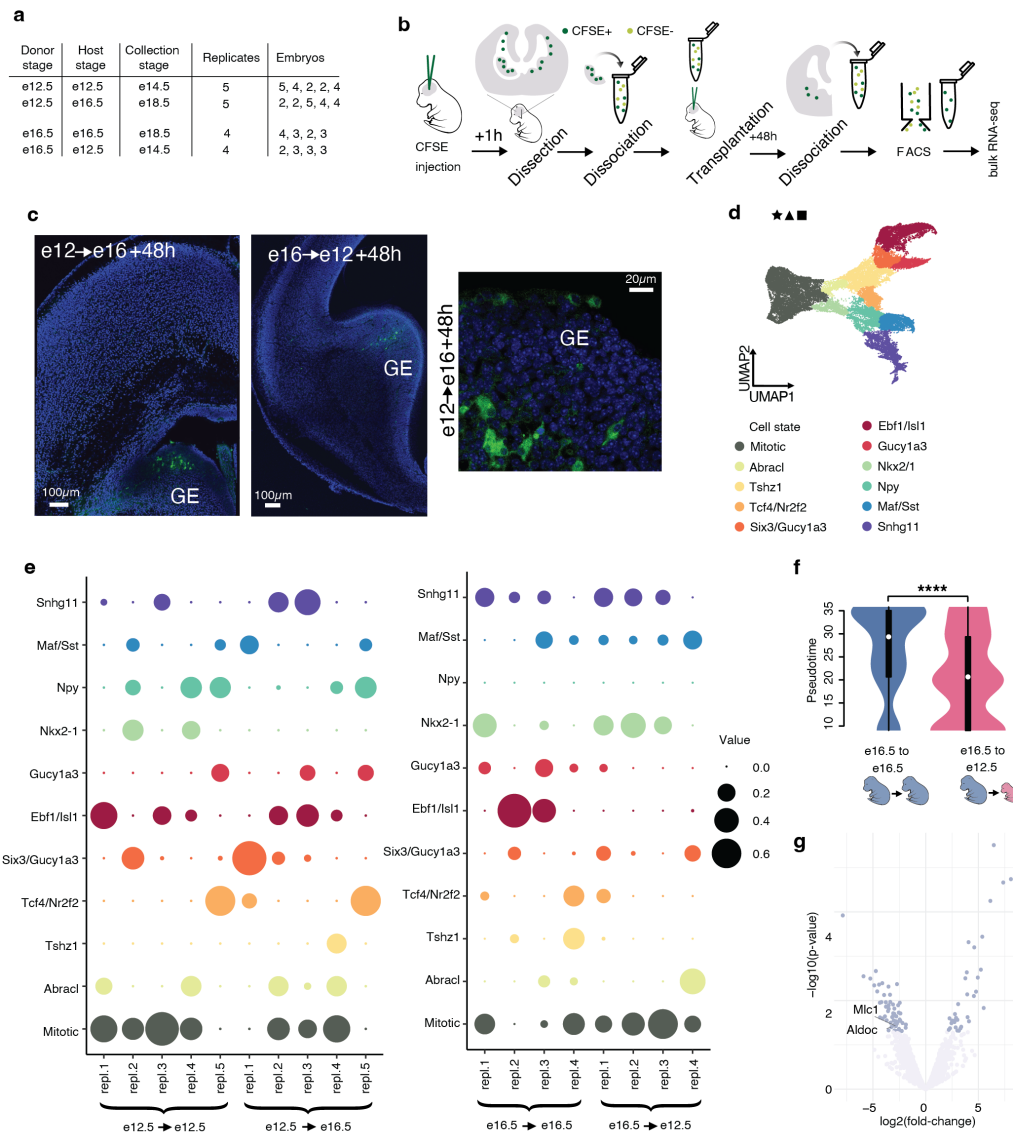 a
Donor stage | Host stage | Collection stage | Replicates | Embryos
e12.5 | e12.5 | e14.5 | 5 | 5, 4, 2, 2, 4
e12.5 | e16.5 | e18.5 | 5 | 2, 2, 5, 4, 4
e16.5 | e16.5 | e18.5 | 4 | 4, 3, 2, 3
e16.5 | e12.5 | e14.5 | 4 | 2, 3, 3, 3
b
CFSE+ CFSE-
CFSE
injection
+1h
Dissection
Dissociation
Transplantation
+48h
Dissociation
FACS
bulk RNA-seq
c
e12→e16+48h
GE
100µm
e16→e12+48h
GE
100µm
e12→e16+48h
20µm
GE
d
★▲■
UMAP2
UMAP1
Cell state
Mitotic
Abracl
Tshz1
Tcf4/Nr2f2
Six3/Gucy1a3
Ebf1/Isl1
Gucy1a3
Nkx2/1
Npy
Maf/Sst
Snhg11
e
Snhg11
Maf/Sst
Npy
Nkx2-1
Gucy1a3
Ebf1/Isl1
Six3/Gucy1a3
Tcf4/Nr2f2
Tshz1
Abracl
Mitotic
repl.1 repl.2 repl.3 repl.4 repl.5 repl.1 repl.2 repl.3 repl.4 repl.5
e12.5 → e12.5
e12.5 → e16.5
Snhg11
Maf/Sst
Npy
Nkx2-1
Gucy1a3
Ebf1/Isl1
Six3/Gucy1a3
Tcf4/Nr2f2
Tshz1
Abracl
Mitotic
repl.1 repl.2 repl.3 repl.4 repl.1 repl.2 repl.3 repl.4
e16.5 → e16.5
e16.5 → e12.5
Value
0.0
0.2
0.4
0.6
f
****
Pseudotime
35
30
25
20
15
10
e16.5 to
e16.5
e16.5 to
e12.5
g
−log10(p-value)
4
2
0
Mlc1
Aldoc
−5 0 5
log2(fold-change)